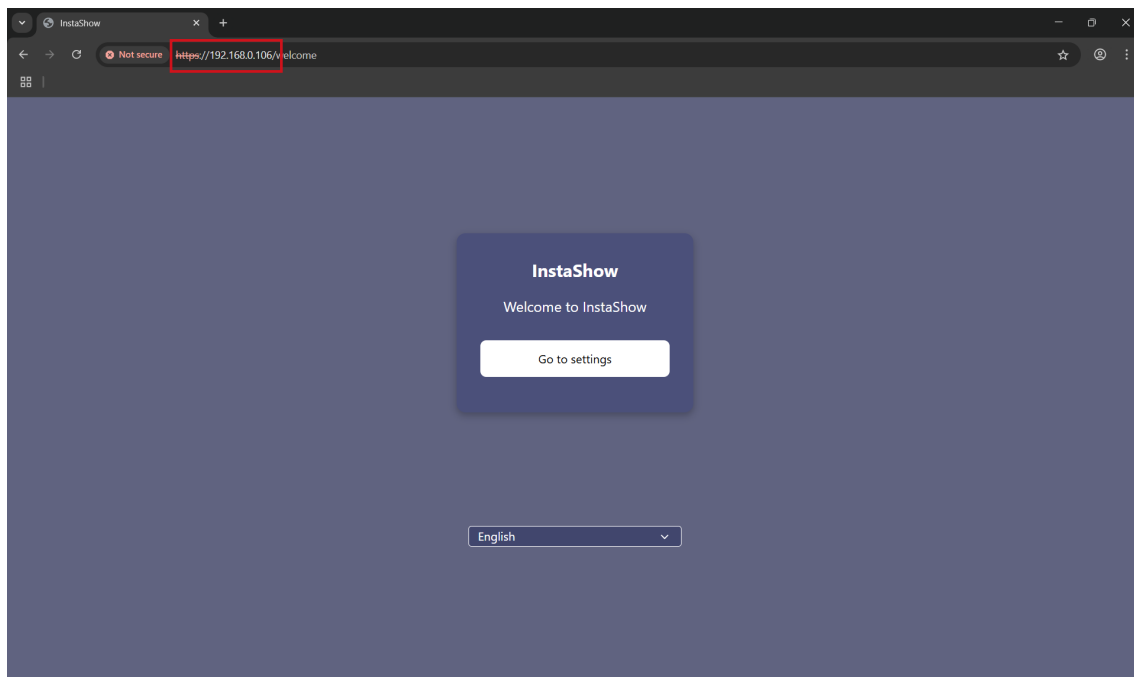 InstaShow
Not secure https://192.168.0.106/welcome
InstaShow
Welcome to InstaShow
Go to settings
English